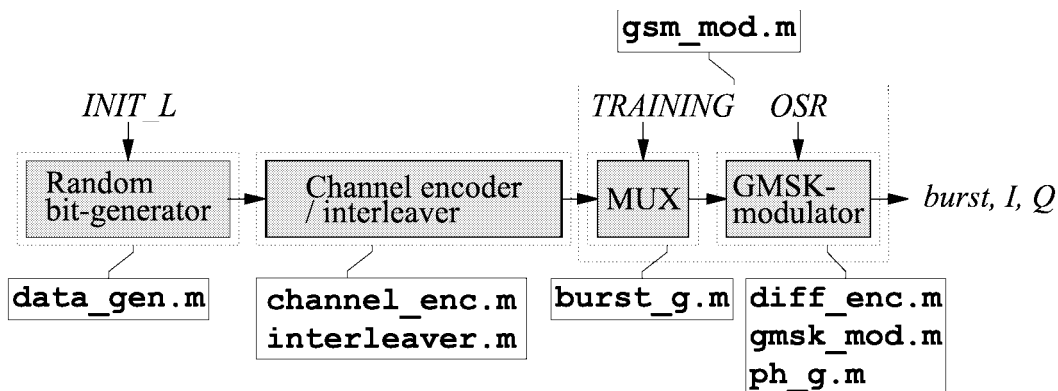 gsm_mod.m
INIT_L
TRAINING
OSR
Random
bit-generator
Channel encoder
/ interleaver
MUX
GMSK-
modulator
burst, I, Q
data_gen.m
channel_enc.m
interleaver.m
burst_g.m
diff_enc.m
gmsk_mod.m
ph_g.m